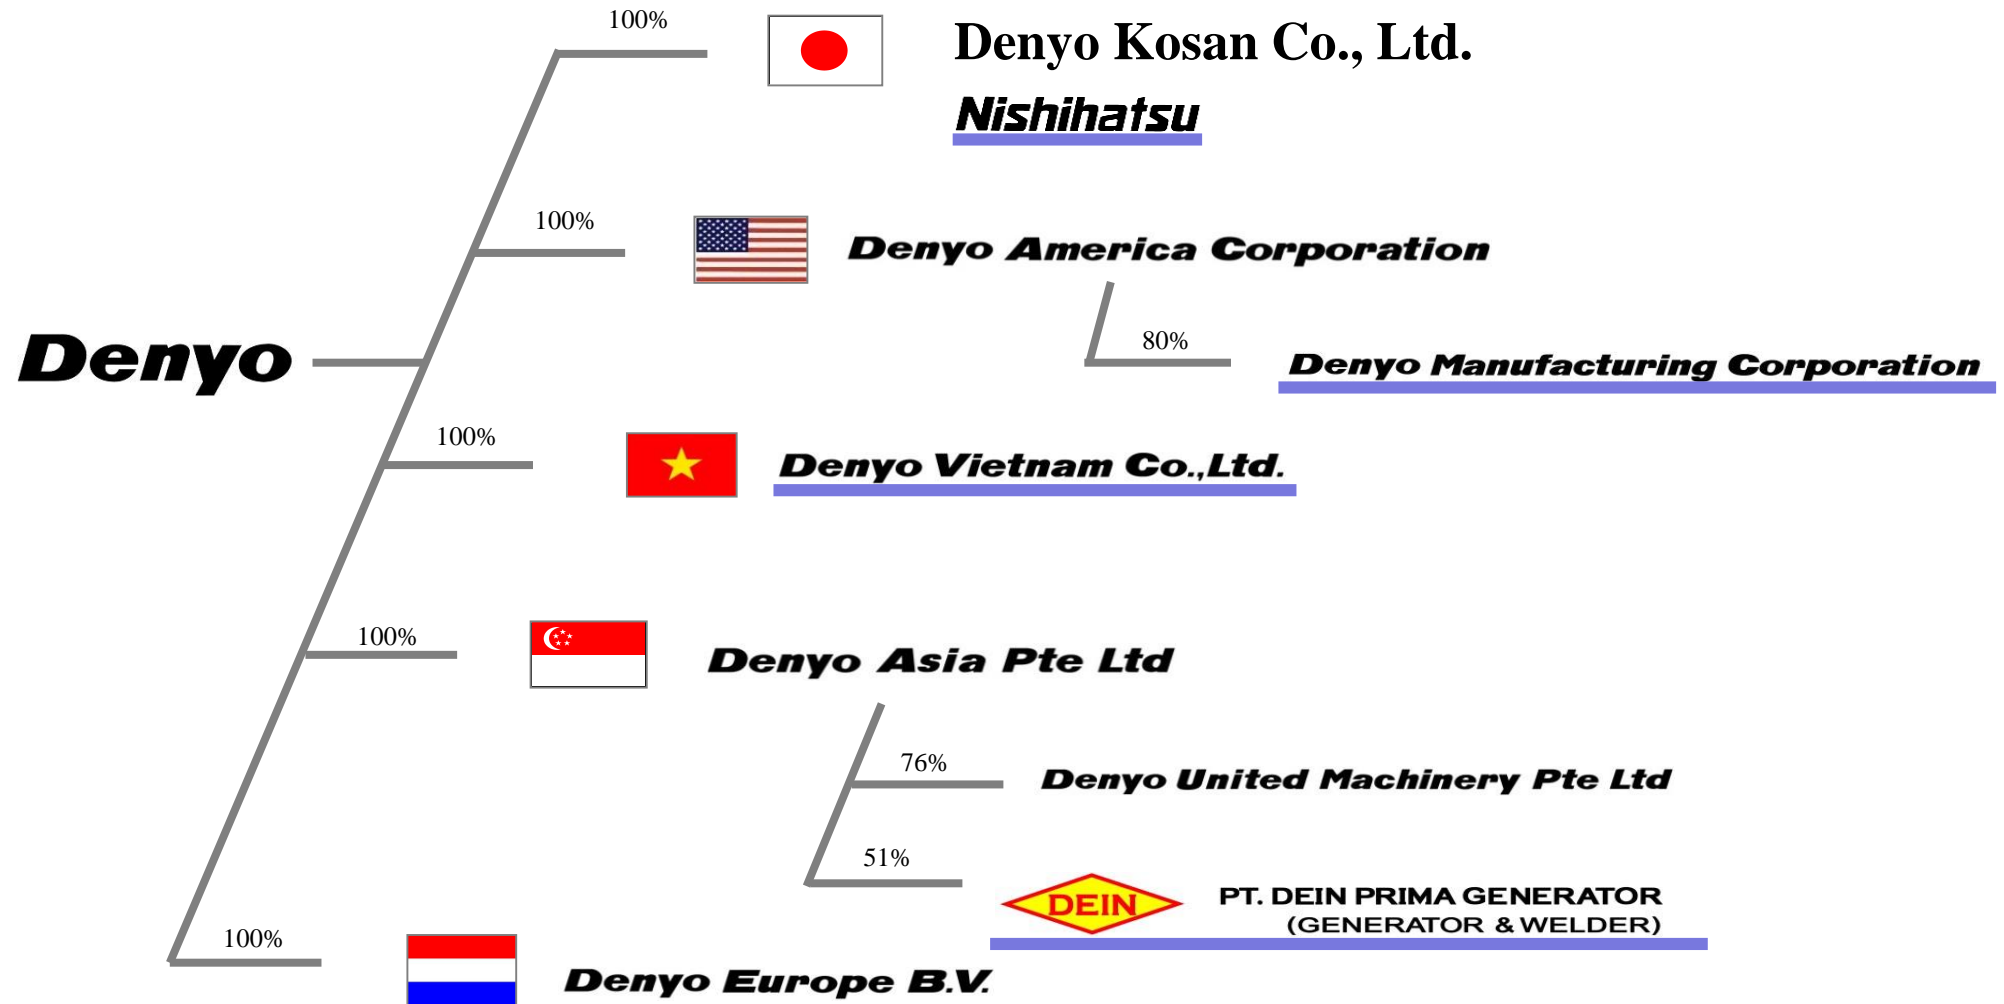 100%
Denyo Kosan Co., Ltd.
Nishihatsu
100%
Denyo America Corporation
80%
Denyo Manufacturing Corporation
Denyo
100%
Denyo Vietnam Co.,Ltd.
100%
Denyo Asia Pte Ltd
76%
Denyo United Machinery Pte Ltd
51%
DEIN
PT. DEIN PRIMA GENERATOR
(GENERATOR & WELDER)
100%
Denyo Europe B.V.